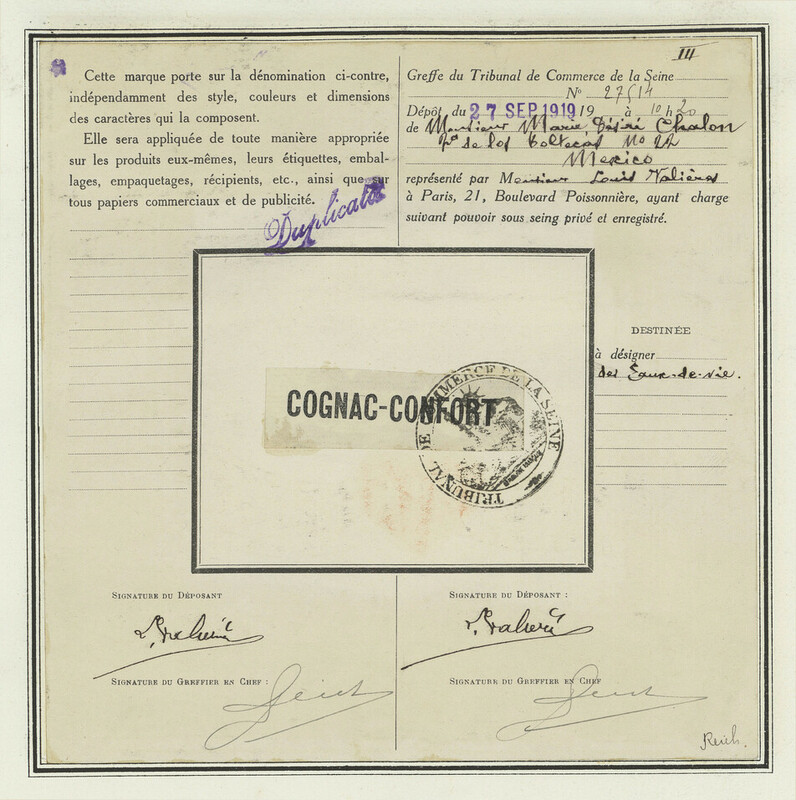 III
Cette marque porte sur la dénomination ci-contre,
indépendamment des style, couleurs et dimensions
des caractères qui la composent.
Elle sera appliquée de toute manière appropriée
sur les produits eux-mêmes, leurs étiquettes, embal-
lages, empaquetages, récipients, etc., ainsi que sur
tous papiers commerciaux et de publicité.
Duplicata
Greffe du Tribunal de Commerce de la Seine
N° 27514
Dépôt du 27 SEP 1919 19 à 10 h 20
de Monsieur Marie Désiré Chalon
de los Toltecas No 22
Mexico
représenté par Monsieur Louis
à Paris, 21, Boulevard Poissonnière, ayant charge
suivant pouvoir sous seing privé et enregistré.
DESTINÉE
à désigner
des Eaux-de-vie.
COGNAC-CONFORT
TRIBUNAL DE COMMERCE DE LA SEINE
SIGNATURE DU DÉPOSANT
SIGNATURE DU GREFFIER EN CHEF :
SIGNATURE DU DÉPOSANT :
SIGNATURE DU GREFFIER EN CHEF
Reich.